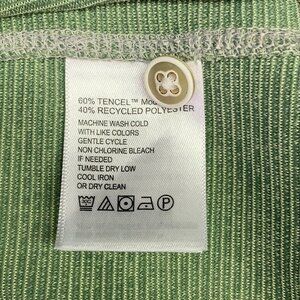 60% TENCEL™ Mo
40% RECYCLED POLYESTER
MACHINE WASH COLD
WITH LIKE COLORS
GENTLE CYCLE
NON CHLORINE BLEACH
IF NEEDED
TUMBLE DRY LOW
COOL IRON
OR DRY CLEAN
P